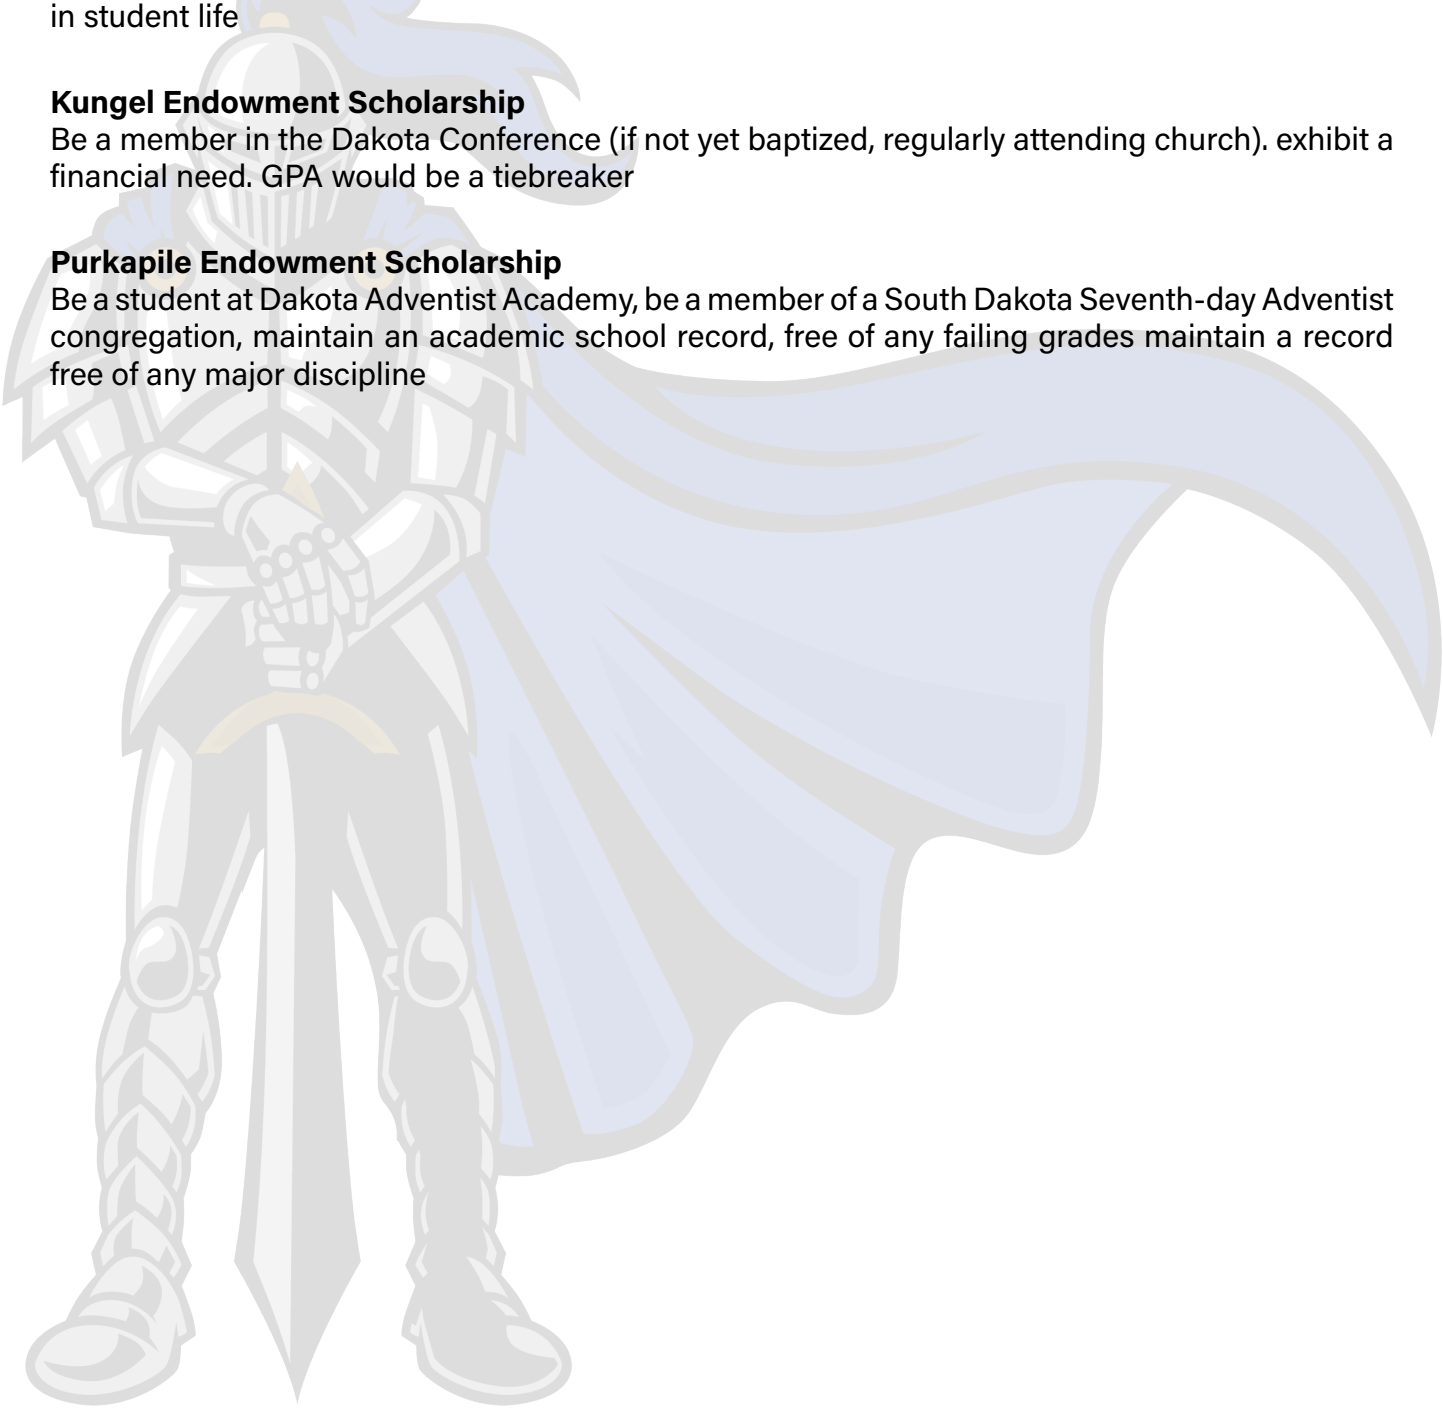 in student life
Kungel Endowment Scholarship
Be a member in the Dakota Conference (if not yet baptized, regularly attending church). exhibit a
financial need. GPA would be a tiebreaker
Purkapile Endowment Scholarship
Be a student at Dakota Adventist Academy, be a member of a South Dakota Seventh-day Adventist
congregation, maintain an academic school record, free of any failing grades maintain a record
free of any major discipline